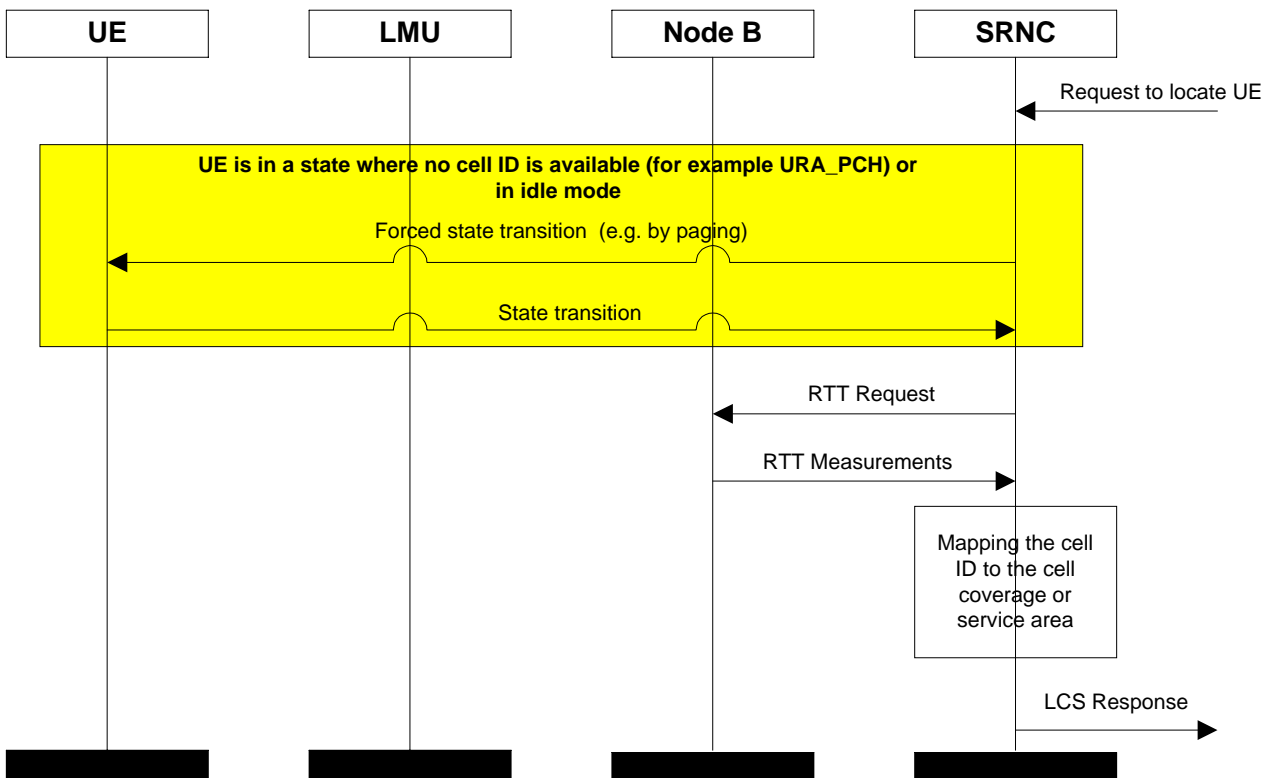 UE
LMU
Node B
SRNC
Request to locate UE
UE is in a state where no cell ID is available (for example URA_PCH) or
in idle mode
Forced state transition (e.g. by paging)
State transition
RTT Request
RTT Measurements
Mapping the cell
ID to the cell
coverage or
service area
LCS Response